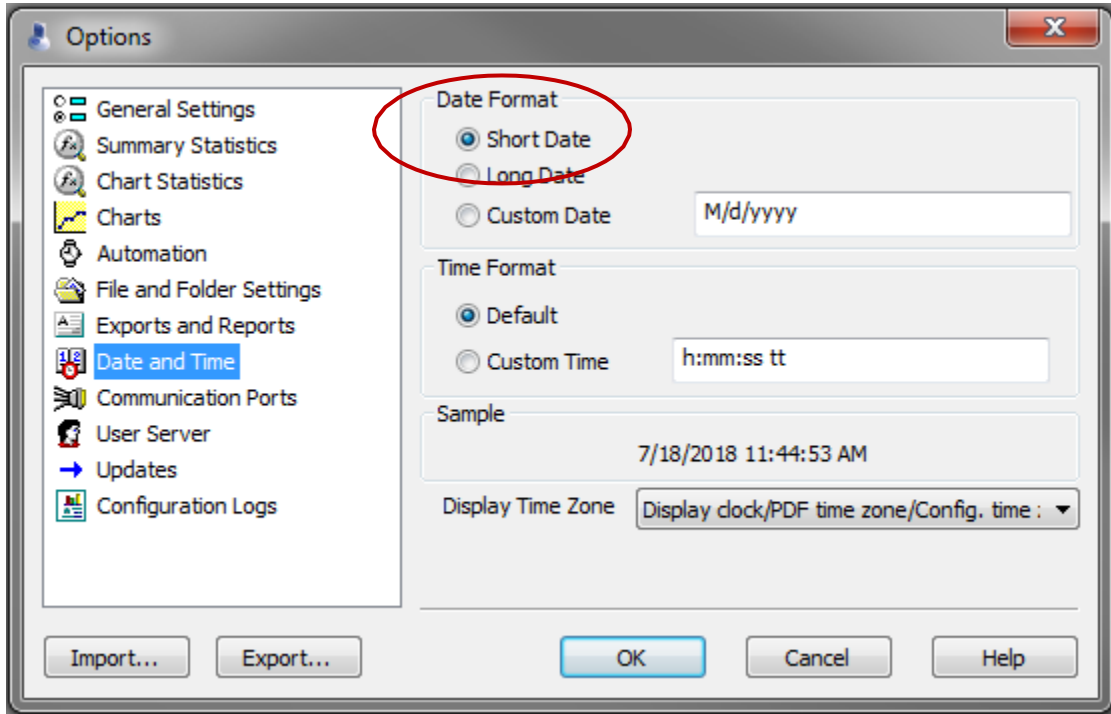 Options
General Settings
Summary Statistics
Chart Statistics
Charts
Automation
File and Folder Settings
Exports and Reports
Date and Time
Communication Ports
User Server
Updates
Configuration Logs
Date Format
Short Date
Long Date
Custom Date M/d/yyyy
Time Format
Default
Custom Time h:mm:ss tt
Sample
7/18/2018 11:44:53 AM
Display Time Zone Display clock/PDF time zone/Config. time :
Import... Export... OK Cancel Help